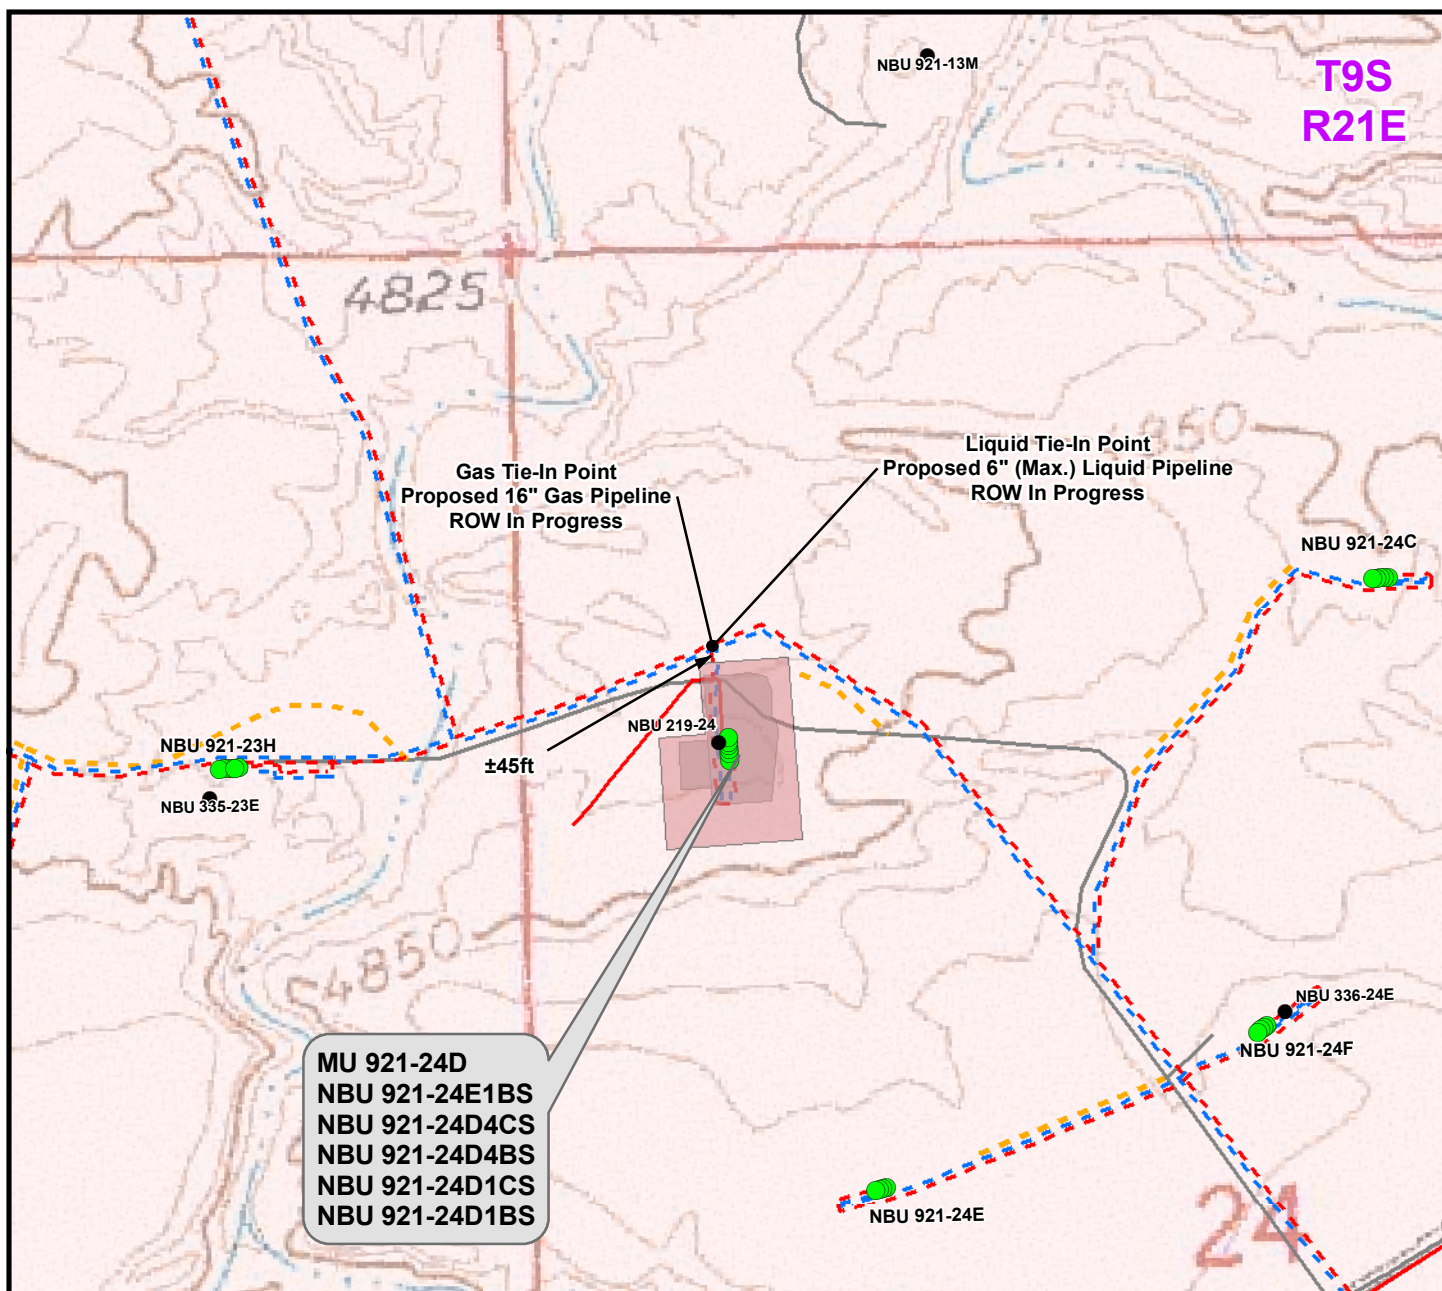 NBU 921-13M
T9S
R21E
4825
4850
Gas Tie-In Point
Proposed 16" Gas Pipeline
ROW In Progress
Liquid Tie-In Point
Proposed 6" (Max.) Liquid Pipeline
ROW In Progress
NBU 921-24C
NBU 219-24
NBU 921-23H
±45ft
NBU 335-23E
4850
NBU 336-24E
NBU 921-24F
MU 921-24D
NBU 921-24E1BS
NBU 921-24D4CS
NBU 921-24D4BS
NBU 921-24D1CS
NBU 921-24D1BS
NBU 921-24E
24